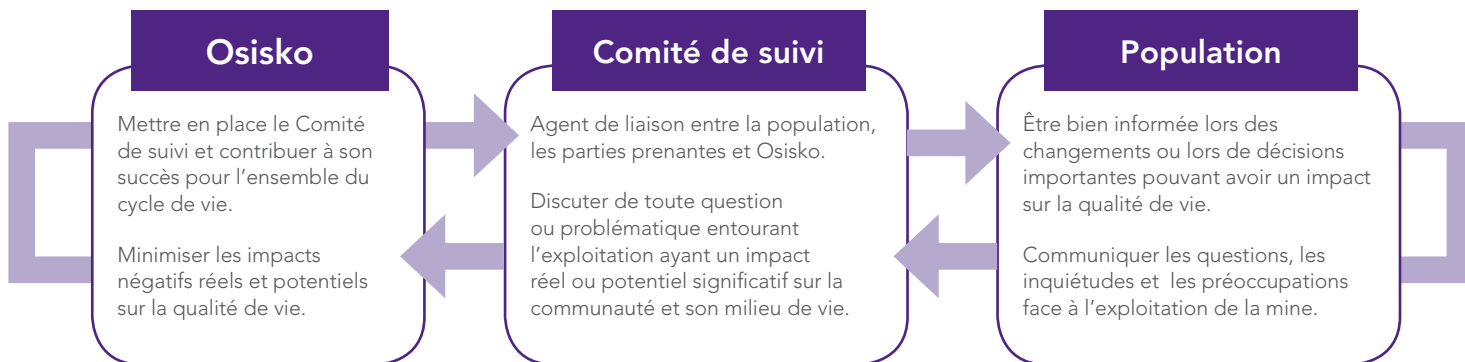 Osisko
Mettre en place le Comité
de suivi et contribuer à son
succès pour l'ensemble du
cycle de vie.
Minimiser les impacts
négatifs réels et potentiels
sur la qualité de vie.
Comité de suivi
Agent de liaison entre la population,
les parties prenantes et Osisko.
Discuter de toute question
ou problématique entourant
l'exploitation ayant un impact
réel ou potentiel significatif sur la
communauté et son milieu de vie.
Population
Être bien informée lors des
changements ou lors de décisions
importantes pouvant avoir un impact
sur la qualité de vie.
Communiquer les questions, les
inquiétudes et  les préoccupations
face à l'exploitation de la mine.